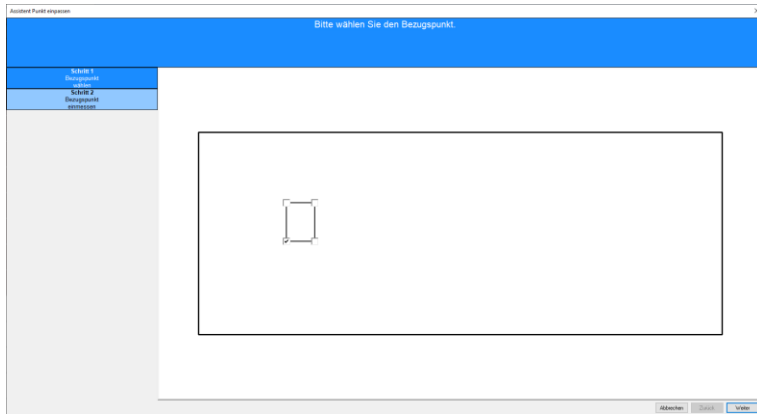 Assistent Punkt einpassen
Bitte wählen Sie den Bezugspunkt.
Schritt 1
Bezugspunkt
wählen
Schritt 2
Bezugspunkt
einmessen
Abbrechen Zurück Weiter